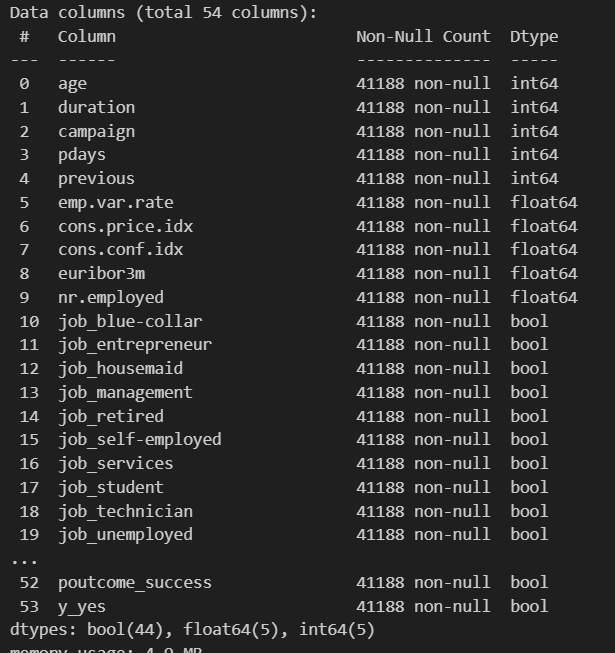 Data columns (total 54 columns):
 #   Column                         Non-Null Count  Dtype
---  ------                         --------------  -----
 0   age                            41188 non-null  int64
 1   duration                       41188 non-null  int64
 2   campaign                       41188 non-null  int64
 3   pdays                          41188 non-null  int64
 4   previous                       41188 non-null  int64
 5   emp.var.rate                   41188 non-null  float64
 6   cons.price.idx                 41188 non-null  float64
 7   cons.conf.idx                  41188 non-null  float64
 8   euribor3m                      41188 non-null  float64
 9   nr.employed                    41188 non-null  float64
 10  job_blue-collar                41188 non-null  bool
 11  job_entrepreneur               41188 non-null  bool
 12  job_housemaid                  41188 non-null  bool
 13  job_management                 41188 non-null  bool
 14  job_retired                    41188 non-null  bool
 15  job_self-employed              41188 non-null  bool
 16  job_services                   41188 non-null  bool
 17  job_student                    41188 non-null  bool
 18  job_technician                 41188 non-null  bool
 19  job_unemployed                 41188 non-null  bool
...
 52  poutcome_success               41188 non-null  bool
 53  y_yes                          41188 non-null  bool
dtypes: bool(44), float64(5), int64(5)
memory usage: 4.9 MB